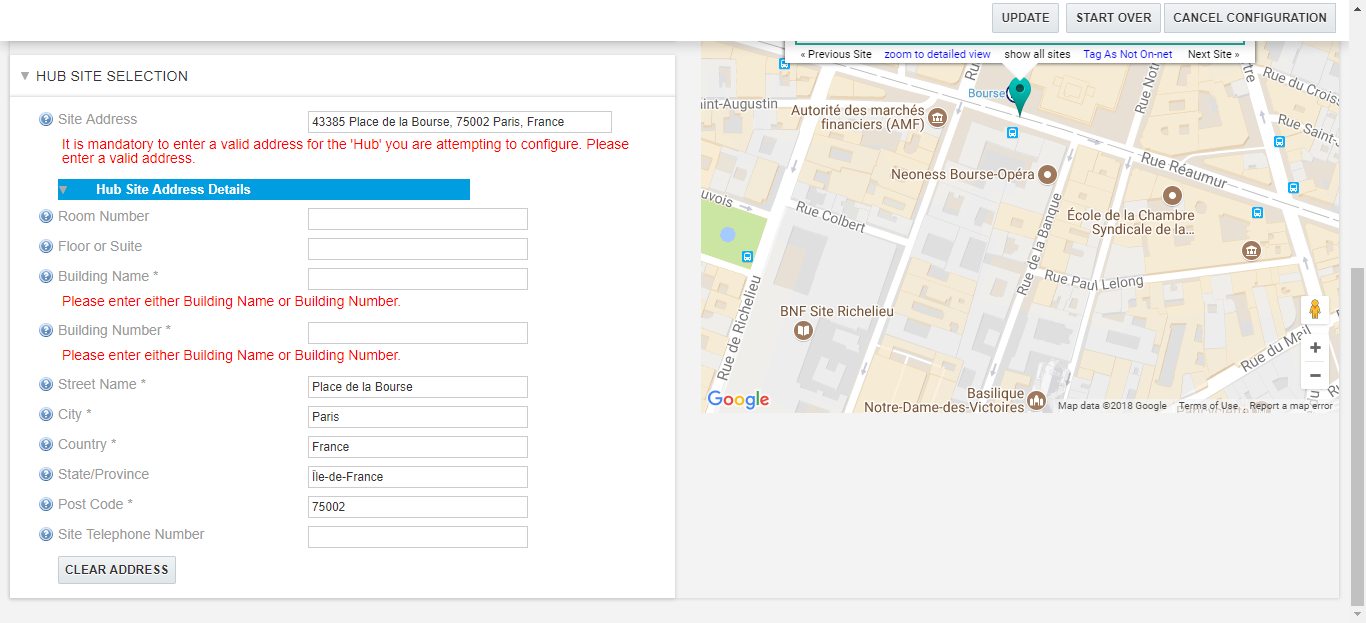 UPDATE START OVER CANCEL CONFIGURATION
HUB SITE SELECTION
Site Address 43385 Place de la Bourse, 75002 Paris, France
It is mandatory to enter a valid address for the 'Hub' you are attempting to configure. Please
enter a valid address.
Hub Site Address Details
Room Number
Floor or Suite
Building Name *
Please enter either Building Name or Building Number.
Building Number *
Please enter either Building Name or Building Number.
Street Name * Place de la Bourse
City * Paris
Country * France
State/Province Île-de-France
Post Code * 75002
Site Telephone Number
CLEAR ADDRESS
« Previous Site zoom to detailed view show all sites Tag As Not On-net Next Site »
Bourse
int-Augustin
Autorité des marchés
financiers (AMF)
Rue du Crois
Rue Saint-
Rue Notr
Rue Réaumur
Neoness Bourse-Opéra
École de la Chambre
Syndicale de la...
uvois
Rue Colbert
Rue de la Banque
Rue Paul Lelong
BNF Site Richelieu
Rue de Richelieu
Rue du Mail
Basilique
Notre-Dame-des-Victoires
Google
Map data ©2018 Google Terms of Use Report a map error